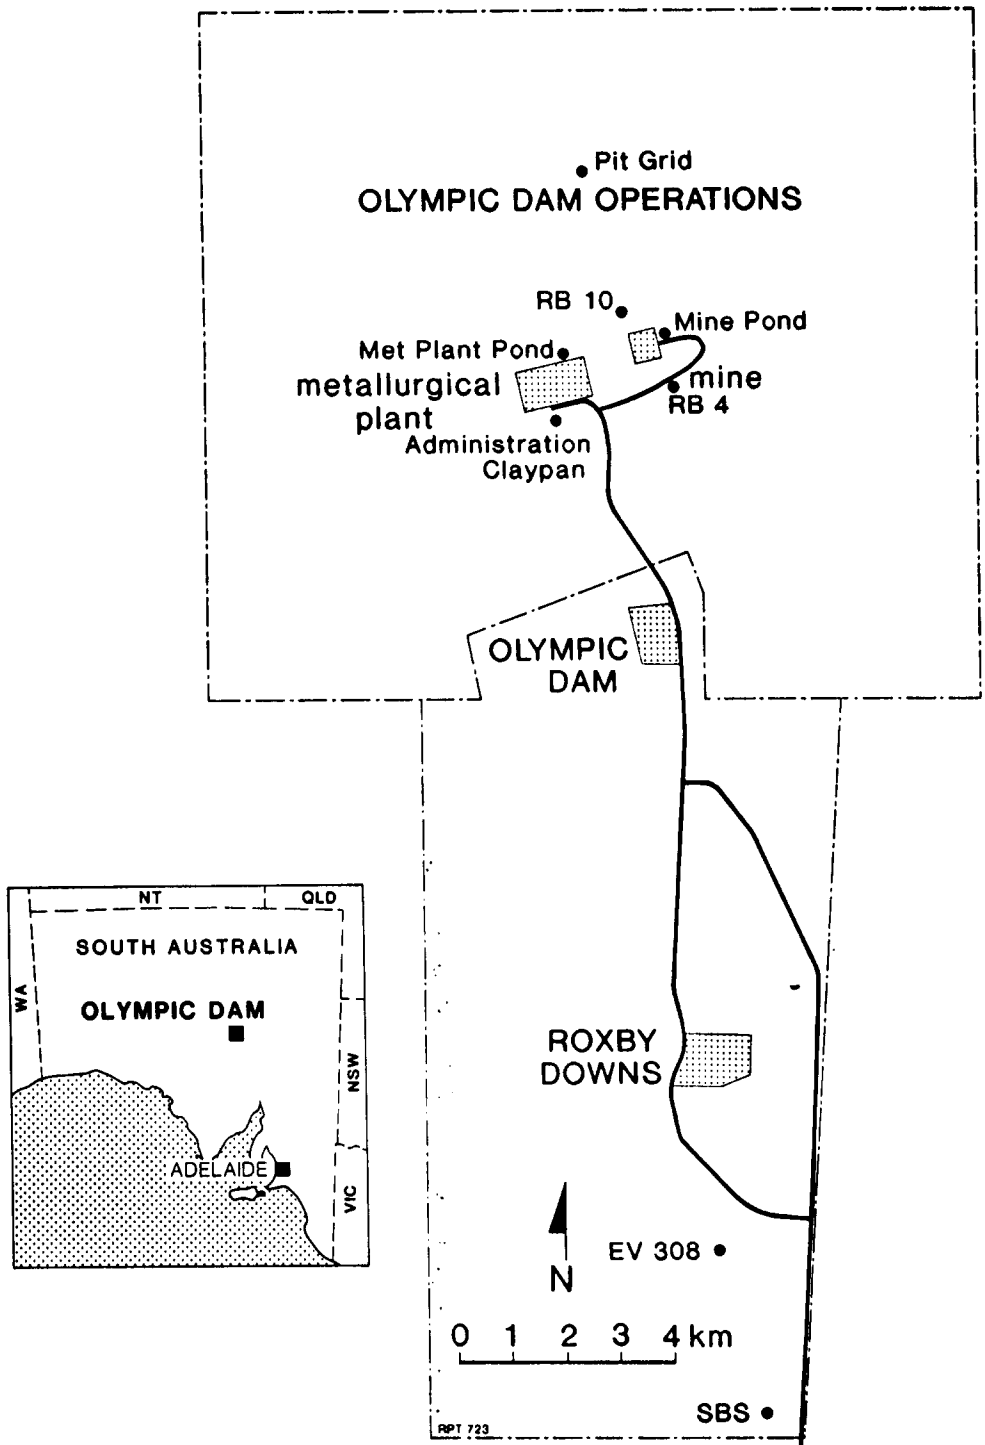 Pit Grid
OLYMPIC DAM OPERATIONS
RB 10
Mine Pond
Met Plant Pond
metallurgical
plant
mine
RB 4
Administration
Claypan
OLYMPIC
DAM
NT
QLD
SOUTH AUSTRALIA
WA
OLYMPIC DAM
NSW
ADELAIDE
VIC
ROXBY
DOWNS
EV 308
N
0 1 2 3 4 km
SBS
RPT 723